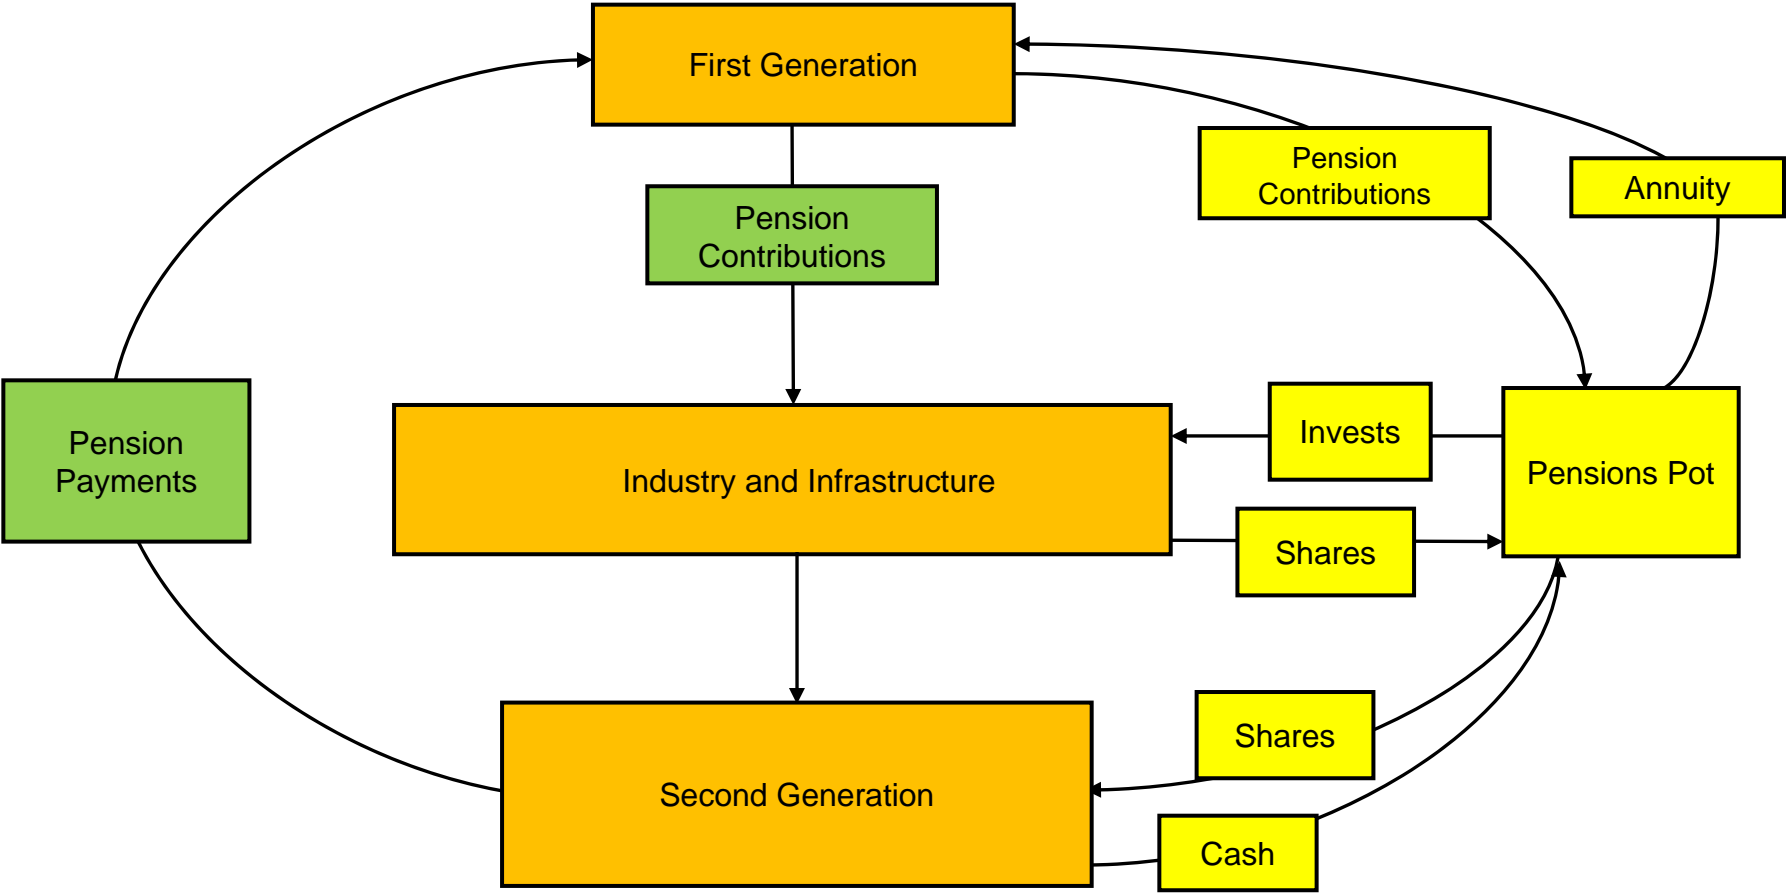 First Generation
Pension
Contributions
Annuity
Pension
Contributions
Pension
Payments
Invests
Industry and Infrastructure
Pensions Pot
Shares
Shares
Second Generation
Cash